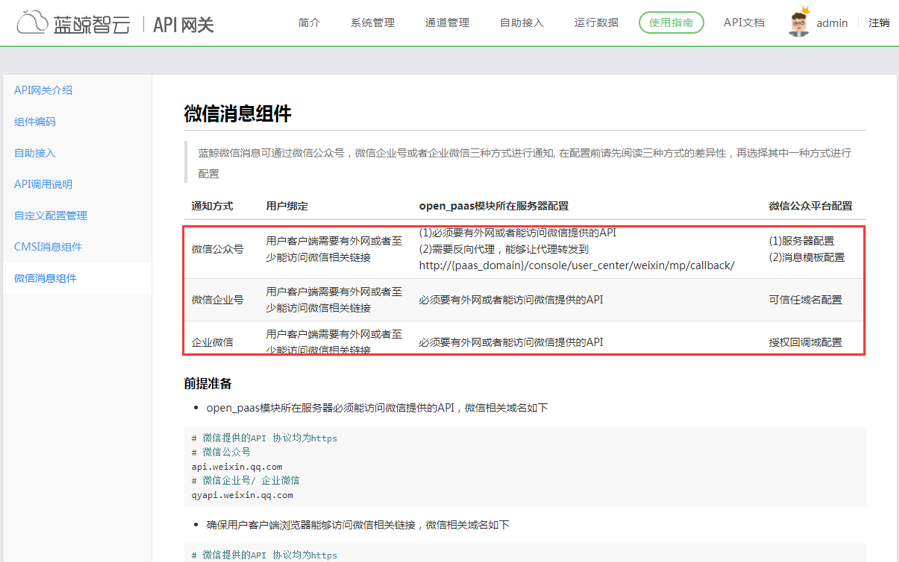 蓝鲸智云 | API 网关 简介 系统管理 通道管理 自助接入 运行数据 使用指南 API文档 admin 注销
API网关介绍
组件编码
自助接入
API调用说明
自定义配置管理
CMSI消息组件
微信消息组件
微信消息组件
蓝鲸微信消息可通过微信公众号，微信企业号或者企业微信三种方式进行通知, 在配置前请先阅读三种方式的差异性，再选择其中一种方式进行
配置
通知方式 用户绑定 open_paas模块所在服务器配置 微信公众平台配置
微信公众号
用户客户端需要有外网或者至
少能访问微信相关链接
(1)必须要有外网或者能访问微信提供的API
(2)需要反向代理，能够让代理转发到
http://{paas_domain}/console/user_center/weixin/mp/callback/
(1)服务器配置
(2)消息模板配置
微信企业号
用户客户端需要有外网或者至
少能访问微信相关链接
必须要有外网或者能访问微信提供的API
可信任域名配置
企业微信
用户客户端需要有外网或者至
少能访问微信相关链接
必须要有外网或者能访问微信提供的API
授权回调域配置
前提准备
• open_paas模块所在服务器必须能访问微信提供的API，微信相关域名如下
# 微信提供的API 协议均为https
# 微信公众号
api.weixin.qq.com
# 微信企业号/ 企业微信
qyapi.weixin.qq.com
• 确保用户客户端浏览器能够访问微信相关链接，微信相关域名如下
# 微信提供的API 协议均为https